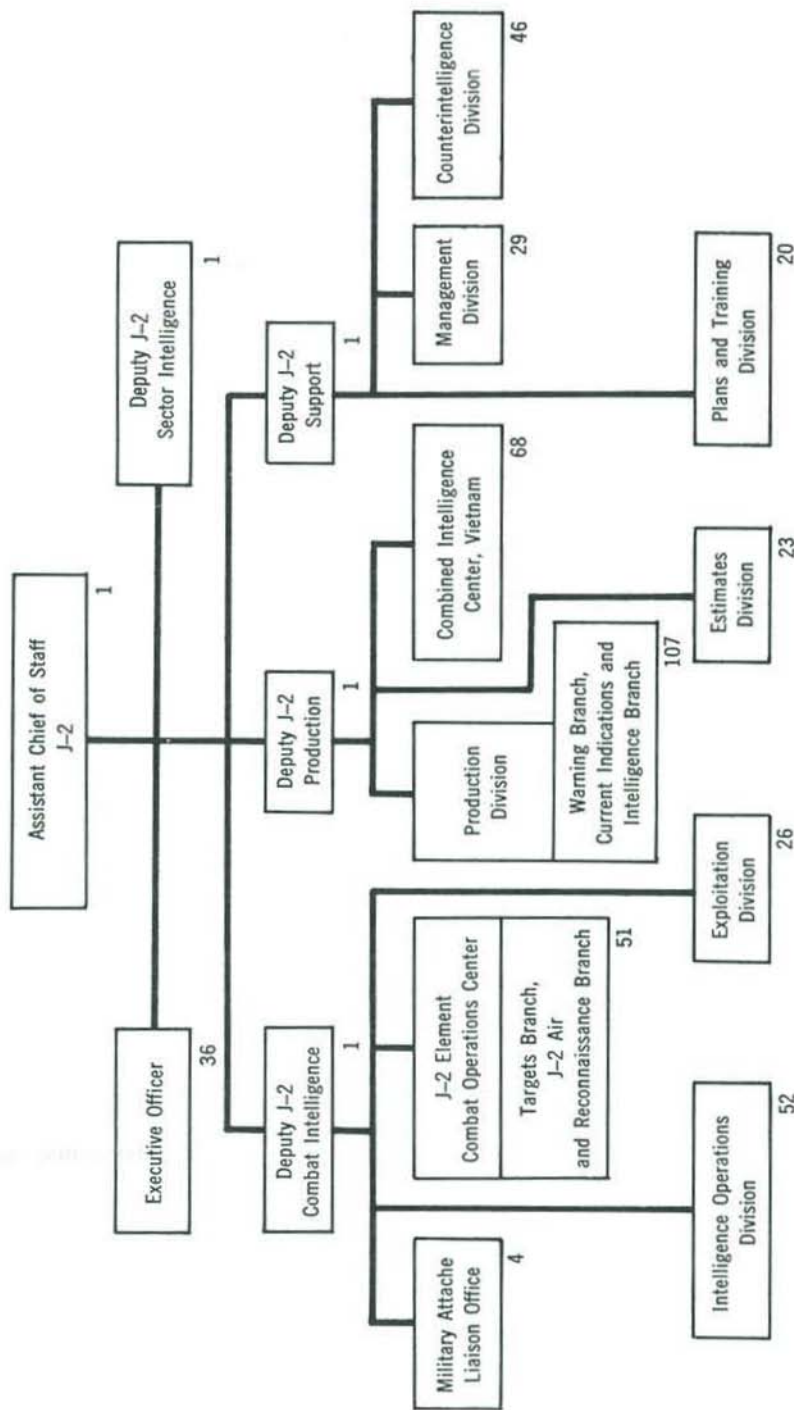 Assistant Chief of Staff
J-2
1
Executive Officer
36
Deputy J-2
Sector Intelligence
1
Deputy J-2
Combat Intelligence
1
Deputy J-2
Production
1
Deputy J-2
Support
1
Military Attache
Liaison Office
4
J-2 Element
Combat Operations Center
Targets Branch,
J-2 Air
and Reconnaissance Branch
51
Production
Division
Warning Branch,
Current Indications and
Intelligence Branch
107
Combined Intelligence
Center, Vietnam
68
Management
Division
29
Counterintelligence
Division
46
Intelligence Operations
Division
52
Exploitation
Division
26
Estimates
Division
23
Plans and Training
Division
20